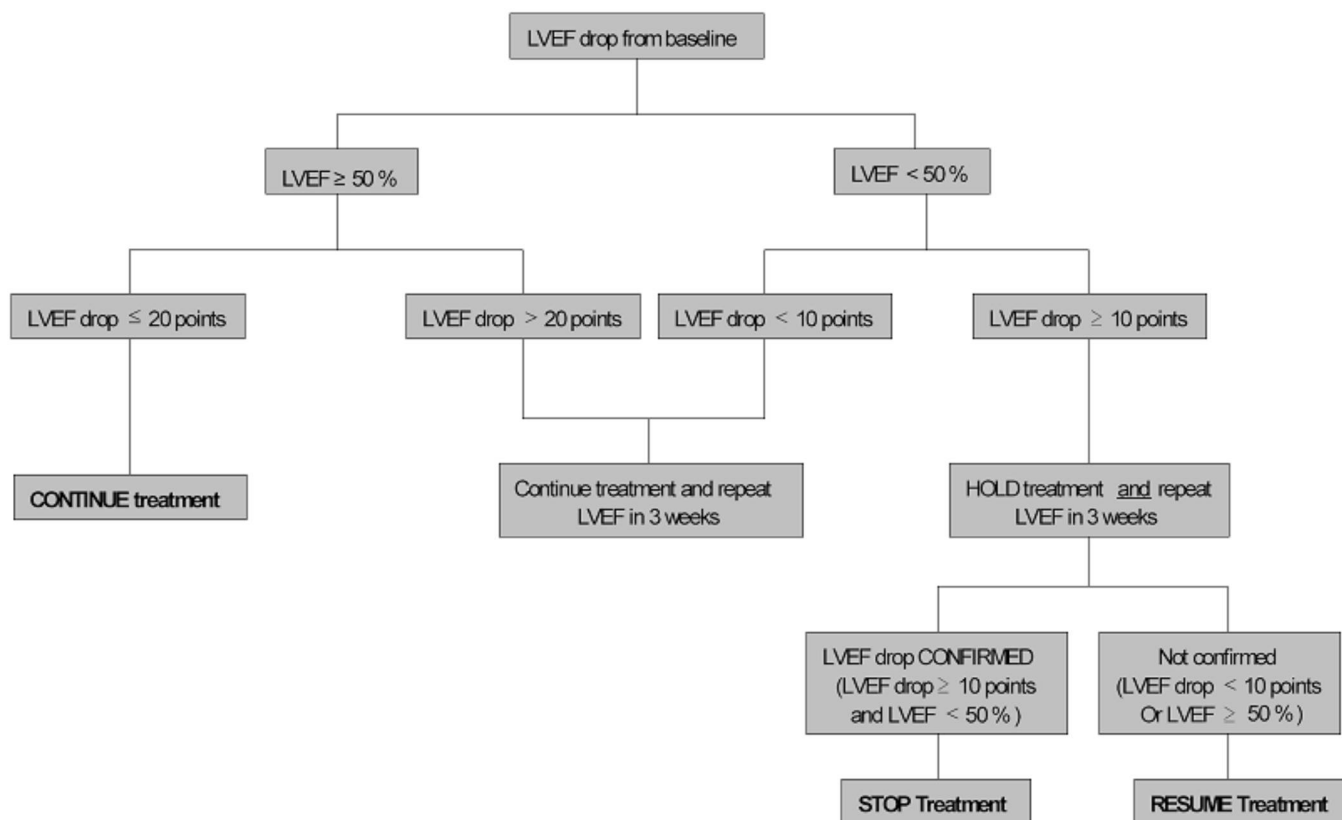 LVEF drop from baseline
LVEF ≥ 50 %
LVEF < 50 %
LVEF drop ≤ 20 points
LVEF drop > 20 points
LVEF drop < 10 points
LVEF drop ≥ 10 points
CONTINUE treatment
Continue treatment and repeat
LVEF in 3 weeks
HOLD treatment and repeat
LVEF in 3 weeks
LVEF drop CONFIRMED
(LVEF drop ≥ 10 points
and LVEF < 50 % )
Not confirmed
(LVEF drop < 10 points
Or LVEF ≥ 50 % )
STOP Treatment
RESUME Treatment